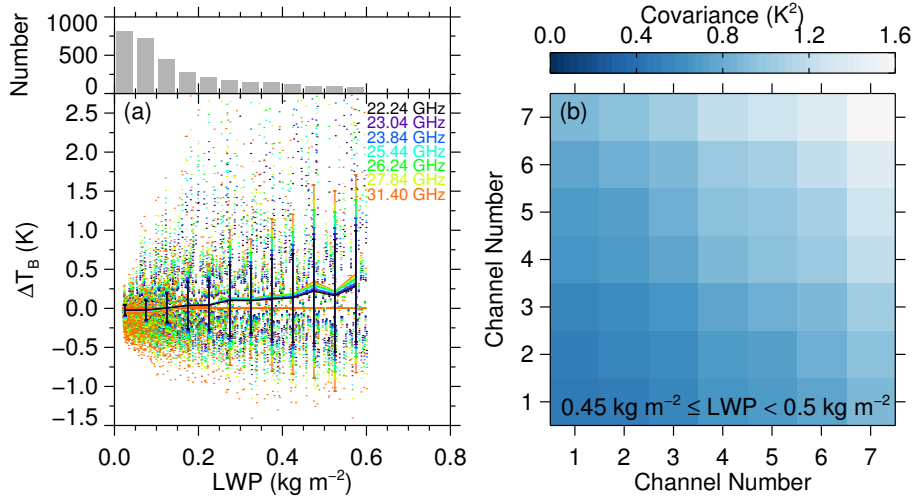 Number
1000
500
0
(a)
22.24 GHz
23.04 GHz
23.84 GHz
25.44 GHz
26.24 GHz
27.84 GHz
31.40 GHz
2.5
2.0
1.5
1.0
0.5
0.0
−0.5
−1.0
−1.5
ΔT_B (K)
0.0 0.2 0.4 0.6 0.8
LWP (kg m⁻²)
Covariance (K²)
0.0 0.4 0.8 1.2 1.6
(b)
7
6
5
4
3
2
1
Channel Number
0.45 kg m⁻² ≤ LWP < 0.5 kg m⁻²
1 2 3 4 5 6 7
Channel Number